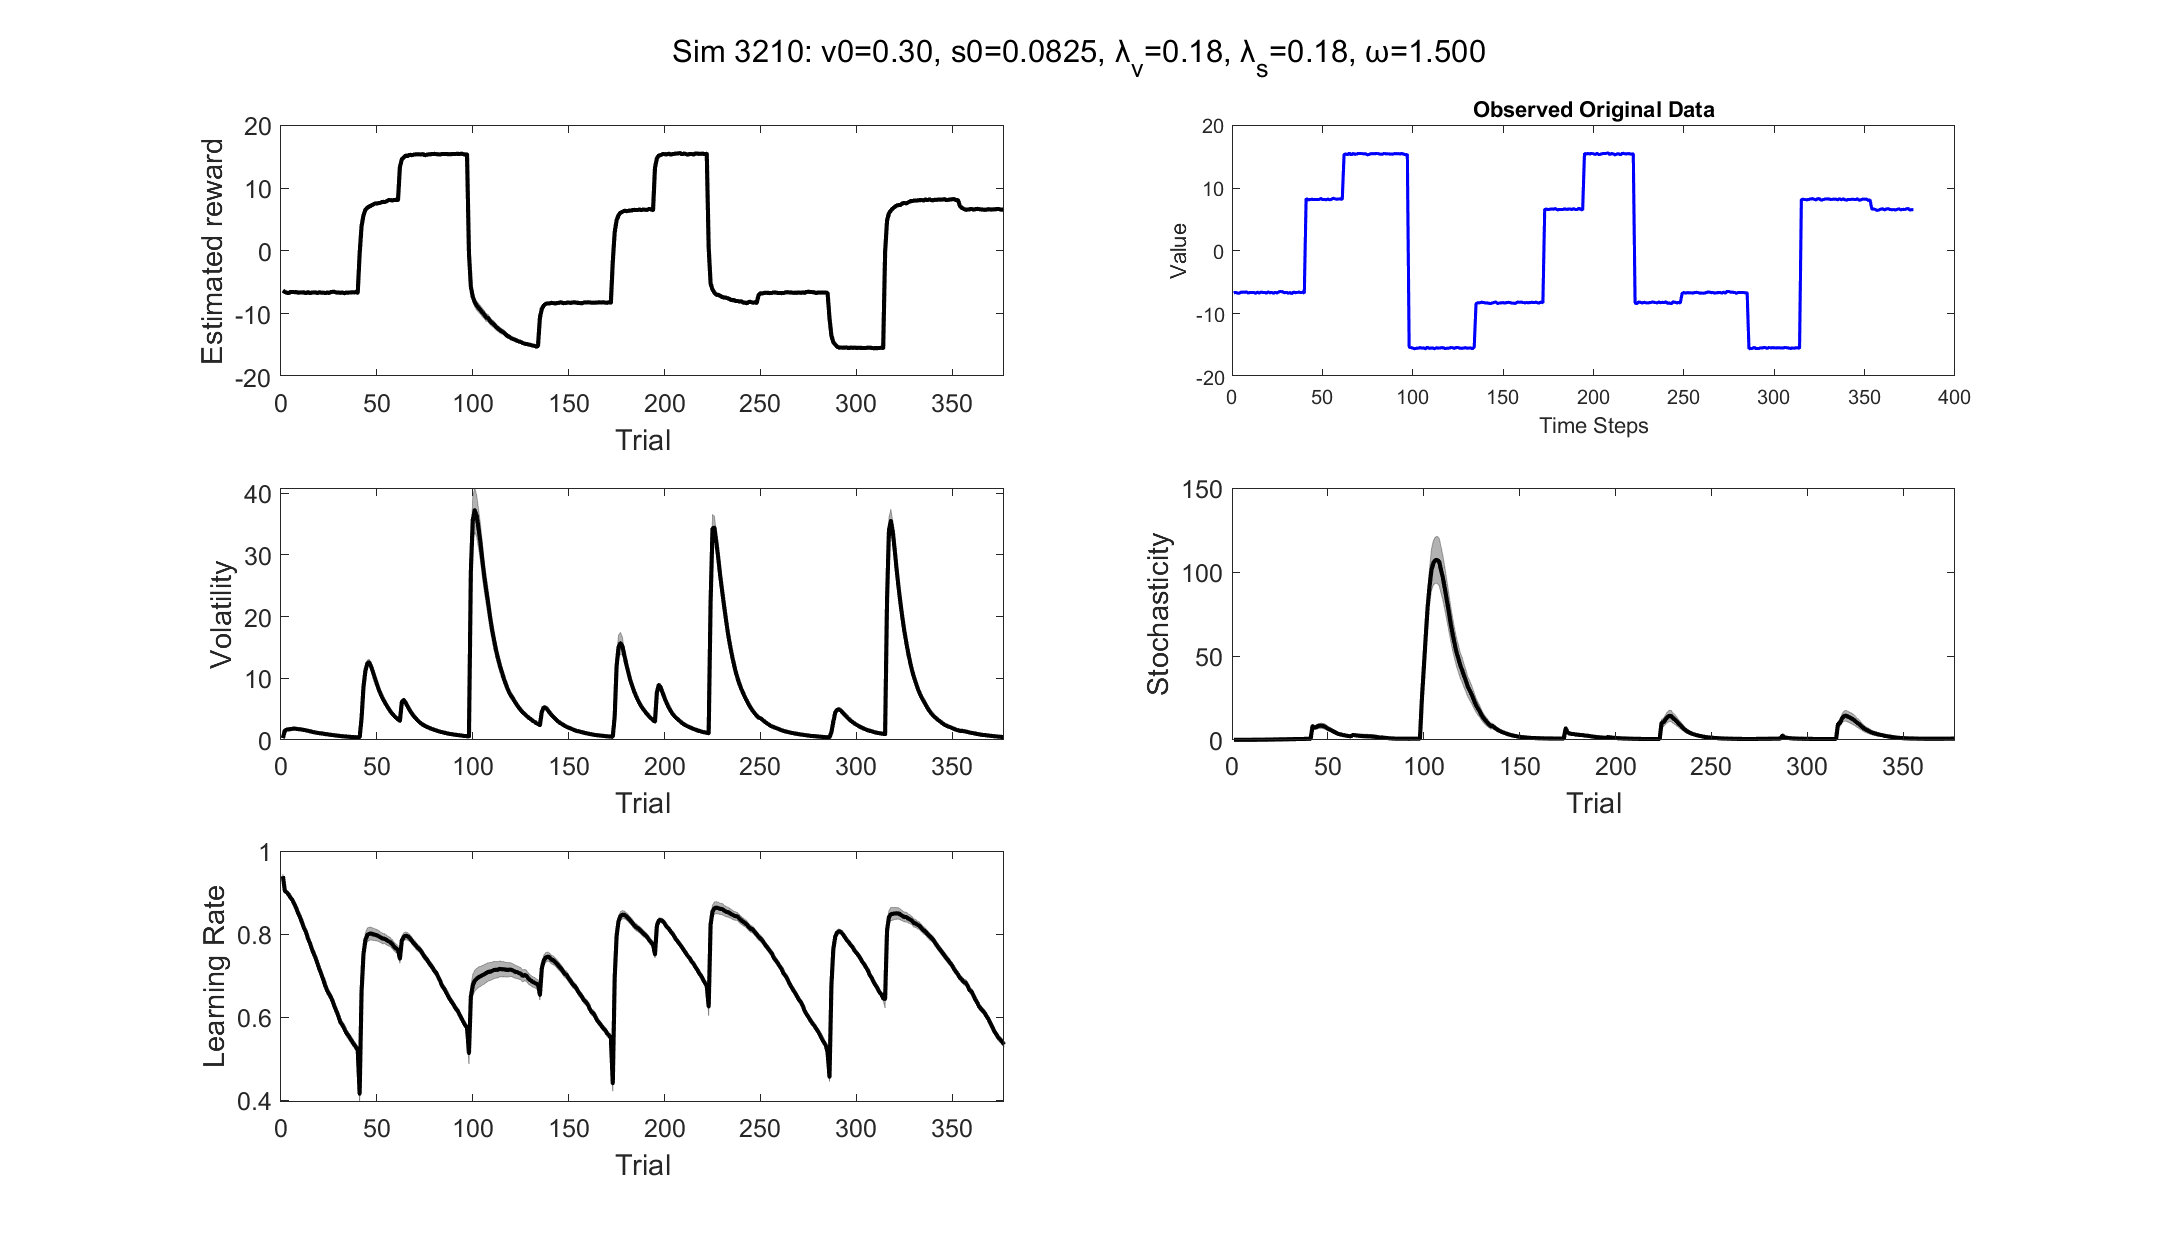 Sim 3210: v0=0.30, s0=0.0825, λ_v=0.18, λ_s=0.18, ω=1.500
Estimated reward
20
10
0
-10
-20
0 50 100 150 200 250 300 350
Trial
Observed Original Data
Value
20
10
0
-10
-20
0 50 100 150 200 250 300 350 400
Time Steps
Volatility
40
30
20
10
0
0 50 100 150 200 250 300 350
Trial
Stochasticity
150
100
50
0
0 50 100 150 200 250 300 350
Trial
Learning Rate
1
0.8
0.6
0.4
0 50 100 150 200 250 300 350
Trial